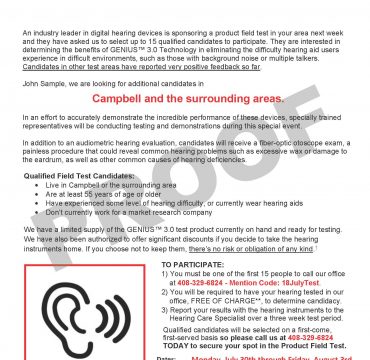 An industry leader in digital hearing devices is sponsoring a product field test in your area next week
and they have asked us to select up to 15 qualified candidates to participate. They are interested in
determining the benefits of GENIUS™ 3.0 Technology in eliminating the difficulty hearing aid users
experience in difficult environments, such as those with background noise or multiple talkers.
Candidates in other test areas have reported very positive feedback so far.
John Sample, we are looking for additional candidates in
Campbell and the surrounding areas.
In an effort to accurately demonstrate the incredible performance of these devices, specially trained
representatives will be conducting testing and demonstrations during this special event.
In addition to an audiometric hearing evaluation, candidates will receive a fiber-optic otoscope exam, a
painless procedure that could reveal common hearing problems such as excessive wax or damage to
the eardrum, as well as other common causes of hearing deficiencies.
Qualified Field Test Candidates:
• Live in Campbell or the surrounding area
• Are at least 55 years of age or older
• Have experienced some level of hearing difficulty, or currently wear hearing aids
• Don't currently work for a market research company
We have a limited supply of the GENIUS™ 3.0 test product currently on hand and ready for testing.
We have also been authorized to offer significant discounts if you decide to take the hearing
instruments home. If you choose not to keep them, there's no risk or obligation of any kind.†
PROOF
TO PARTICIPATE:
1) You must be one of the first 15 people to call our office
at 408-329-6824 - Mention Code: 18JulyTest.
2) You will be required to have your hearing tested in our
office, FREE OF CHARGE**, to determine candidacy.
3) Report your results with the hearing instruments to the
Hearing Care Specialist over a three week test period.
Qualified candidates will be selected on a first-come,
first-served basis so please call us at 408-329-6824
TODAY to secure your spot in the Product Field Test.
Dates: Monday, July 30th through Friday, August 3rd